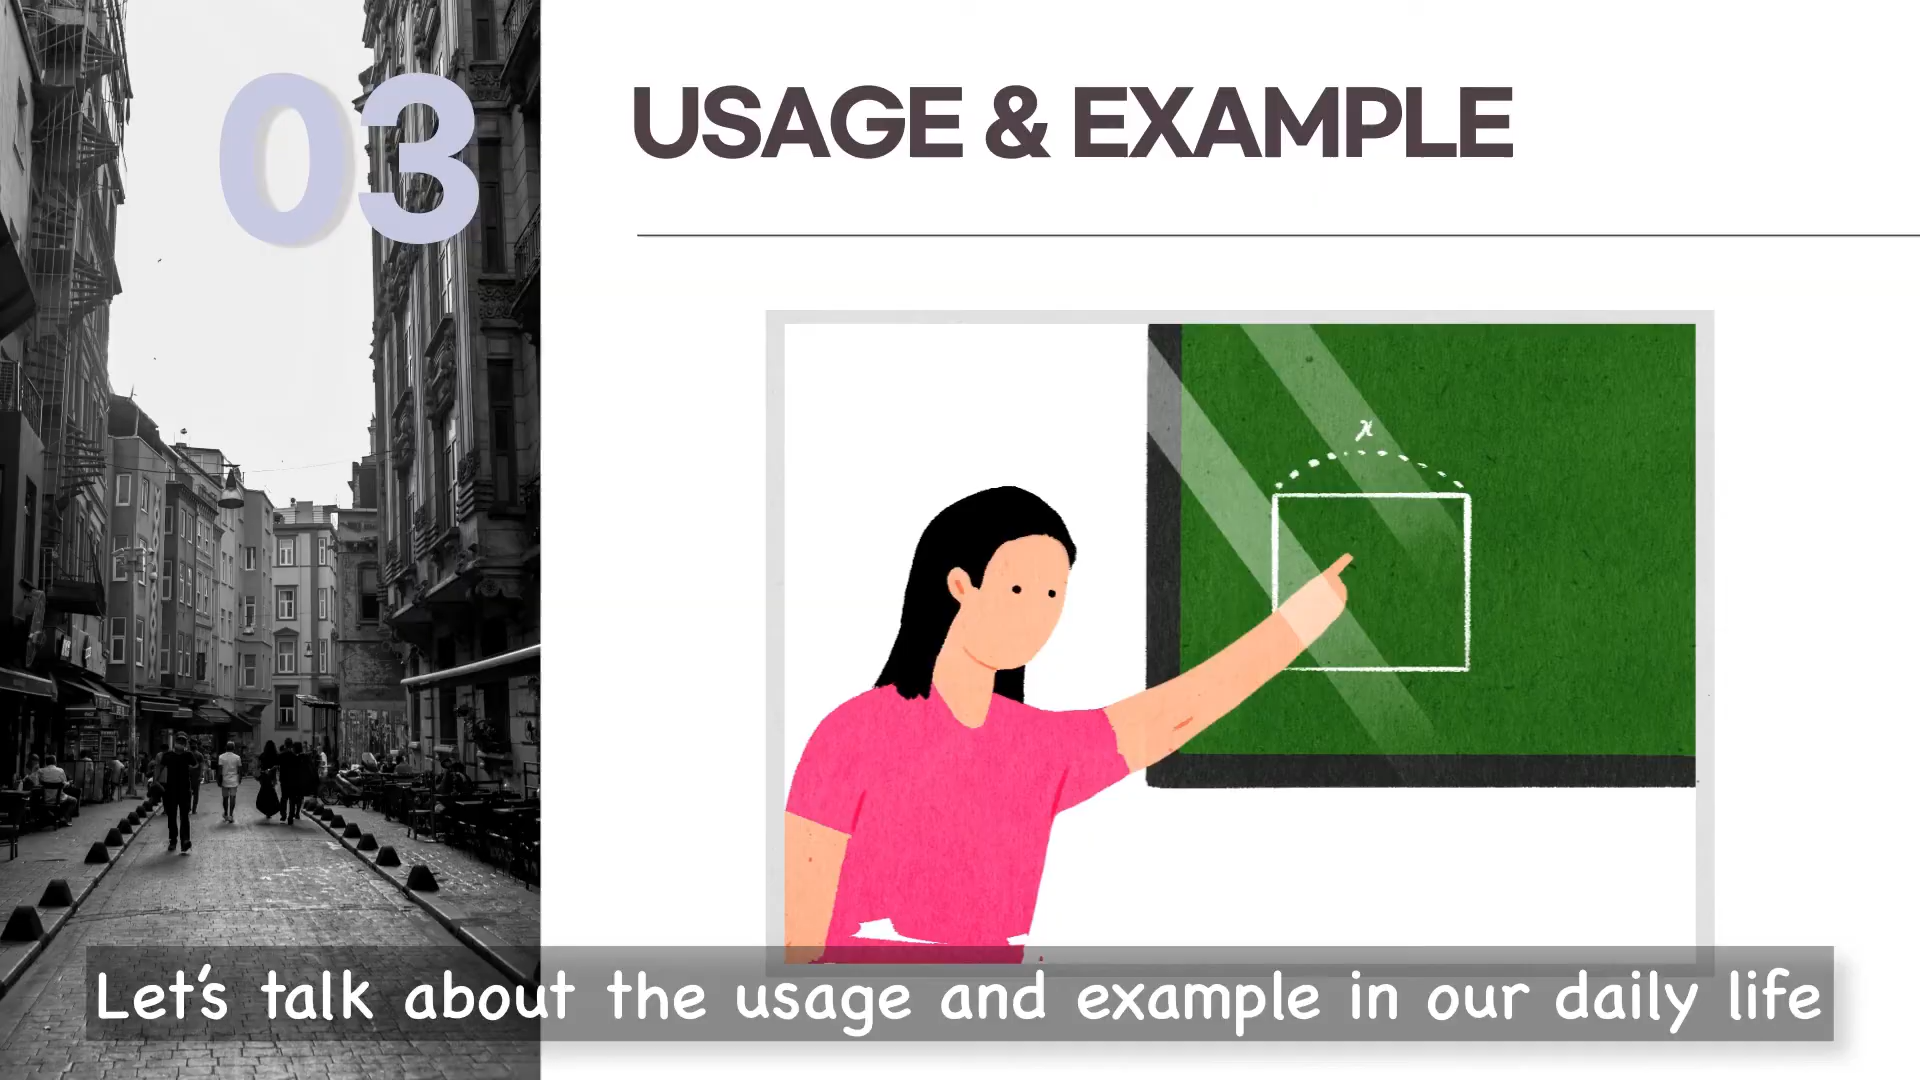 03
USAGE & EXAMPLE
x
Let's talk about the usage and example in our daily life